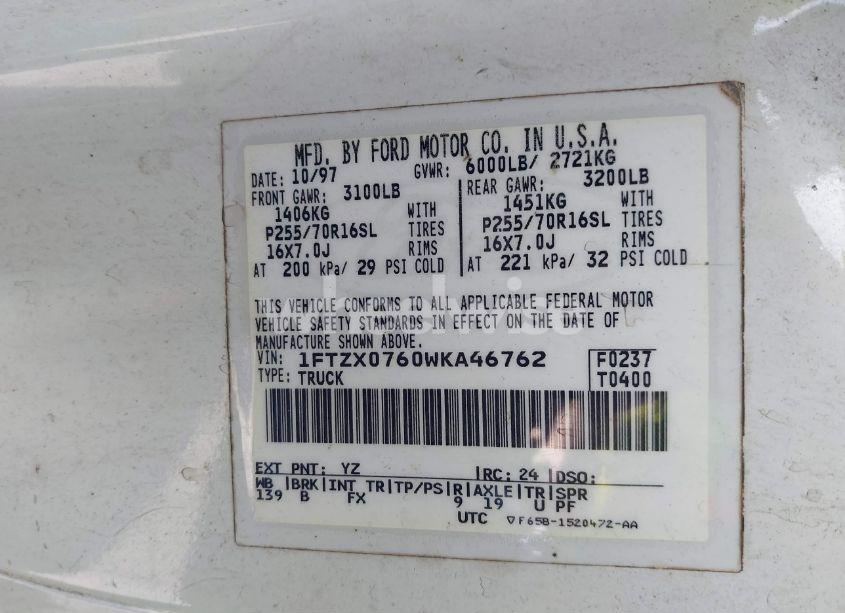 MFD. BY FORD MOTOR CO. IN U.S.A.
DATE: 10/97 GVWR: 6000LB/ 2721KG
FRONT GAWR: 3100LB REAR GAWR: 3200LB
1406KG WITH 1451KG WITH
P255/70R16SL TIRES P255/70R16SL TIRES
16X7.0J RIMS 16X7.0J RIMS
AT 200 kPa/ 29 PSI COLD AT 221 kPa/ 32 PSI COLD
THIS VEHICLE CONFORMS TO ALL APPLICABLE FEDERAL MOTOR
VEHICLE SAFETY STANDARDS IN EFFECT ON THE DATE OF
MANUFACTURE SHOWN ABOVE.
VIN: 1FTZX0760WKA46762 F0237
TYPE: TRUCK T0400
EXT PNT: YZ RC: 24 DSO:
WB BRK INT TR TP/PS R AXLE TR SPR
139 B FX 9 19 U PF
UTC ▽F65B-1520472-AA